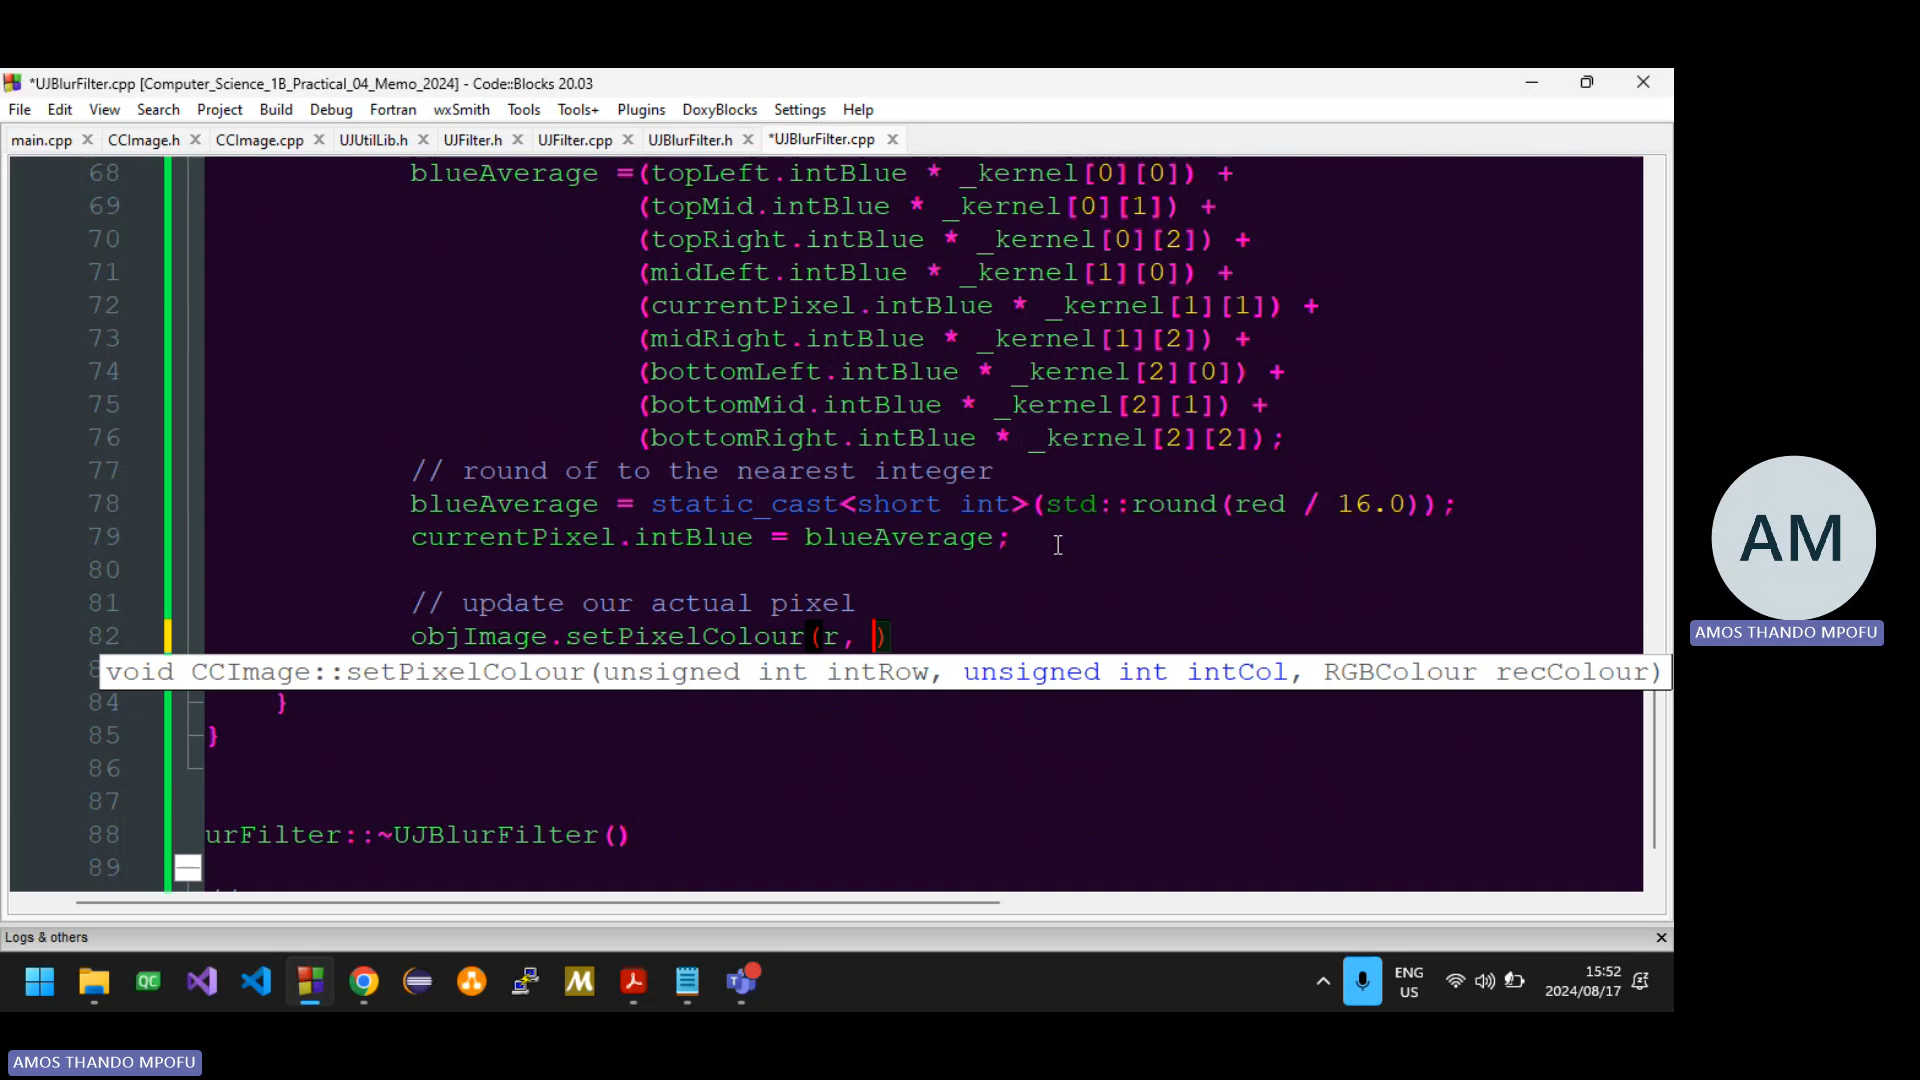 *UJBlurFilter.cpp [Computer_Science_1B_Practical_04_Memo_2024] - Code::Blocks 20.03
File Edit View Search Project Build Debug Fortran wxSmith Tools Tools+ Plugins DoxyBlocks Settings Help
main.cpp CCImage.h CCImage.cpp UJUtilLib.h UJFilter.h UJFilter.cpp UJBlurFilter.h *UJBlurFilter.cpp
68 blueAverage =(topLeft.intBlue * _kernel[0][0]) +
69 (topMid.intBlue * _kernel[0][1]) +
70 (topRight.intBlue * _kernel[0][2]) +
71 (midLeft.intBlue * _kernel[1][0]) +
72 (currentPixel.intBlue * _kernel[1][1]) +
73 (midRight.intBlue * _kernel[1][2]) +
74 (bottomLeft.intBlue * _kernel[2][0]) +
75 (bottomMid.intBlue * _kernel[2][1]) +
76 (bottomRight.intBlue * _kernel[2][2]);
77 // round of to the nearest integer
78 blueAverage = static_cast<short int>(std::round(red / 16.0));
79 currentPixel.intBlue = blueAverage;
80
81 // update our actual pixel
82 objImage.setPixelColour(r, )
void CCImage::setPixelColour(unsigned int intRow, unsigned int intCol, RGBColour recColour)
84 }
85 }
86
87
88 urFilter::~UJBlurFilter()
89
Logs & others
QC
ENG
US
15:52
2024/08/17
AM
AMOS THANDO MPOFU
AMOS THANDO MPOFU